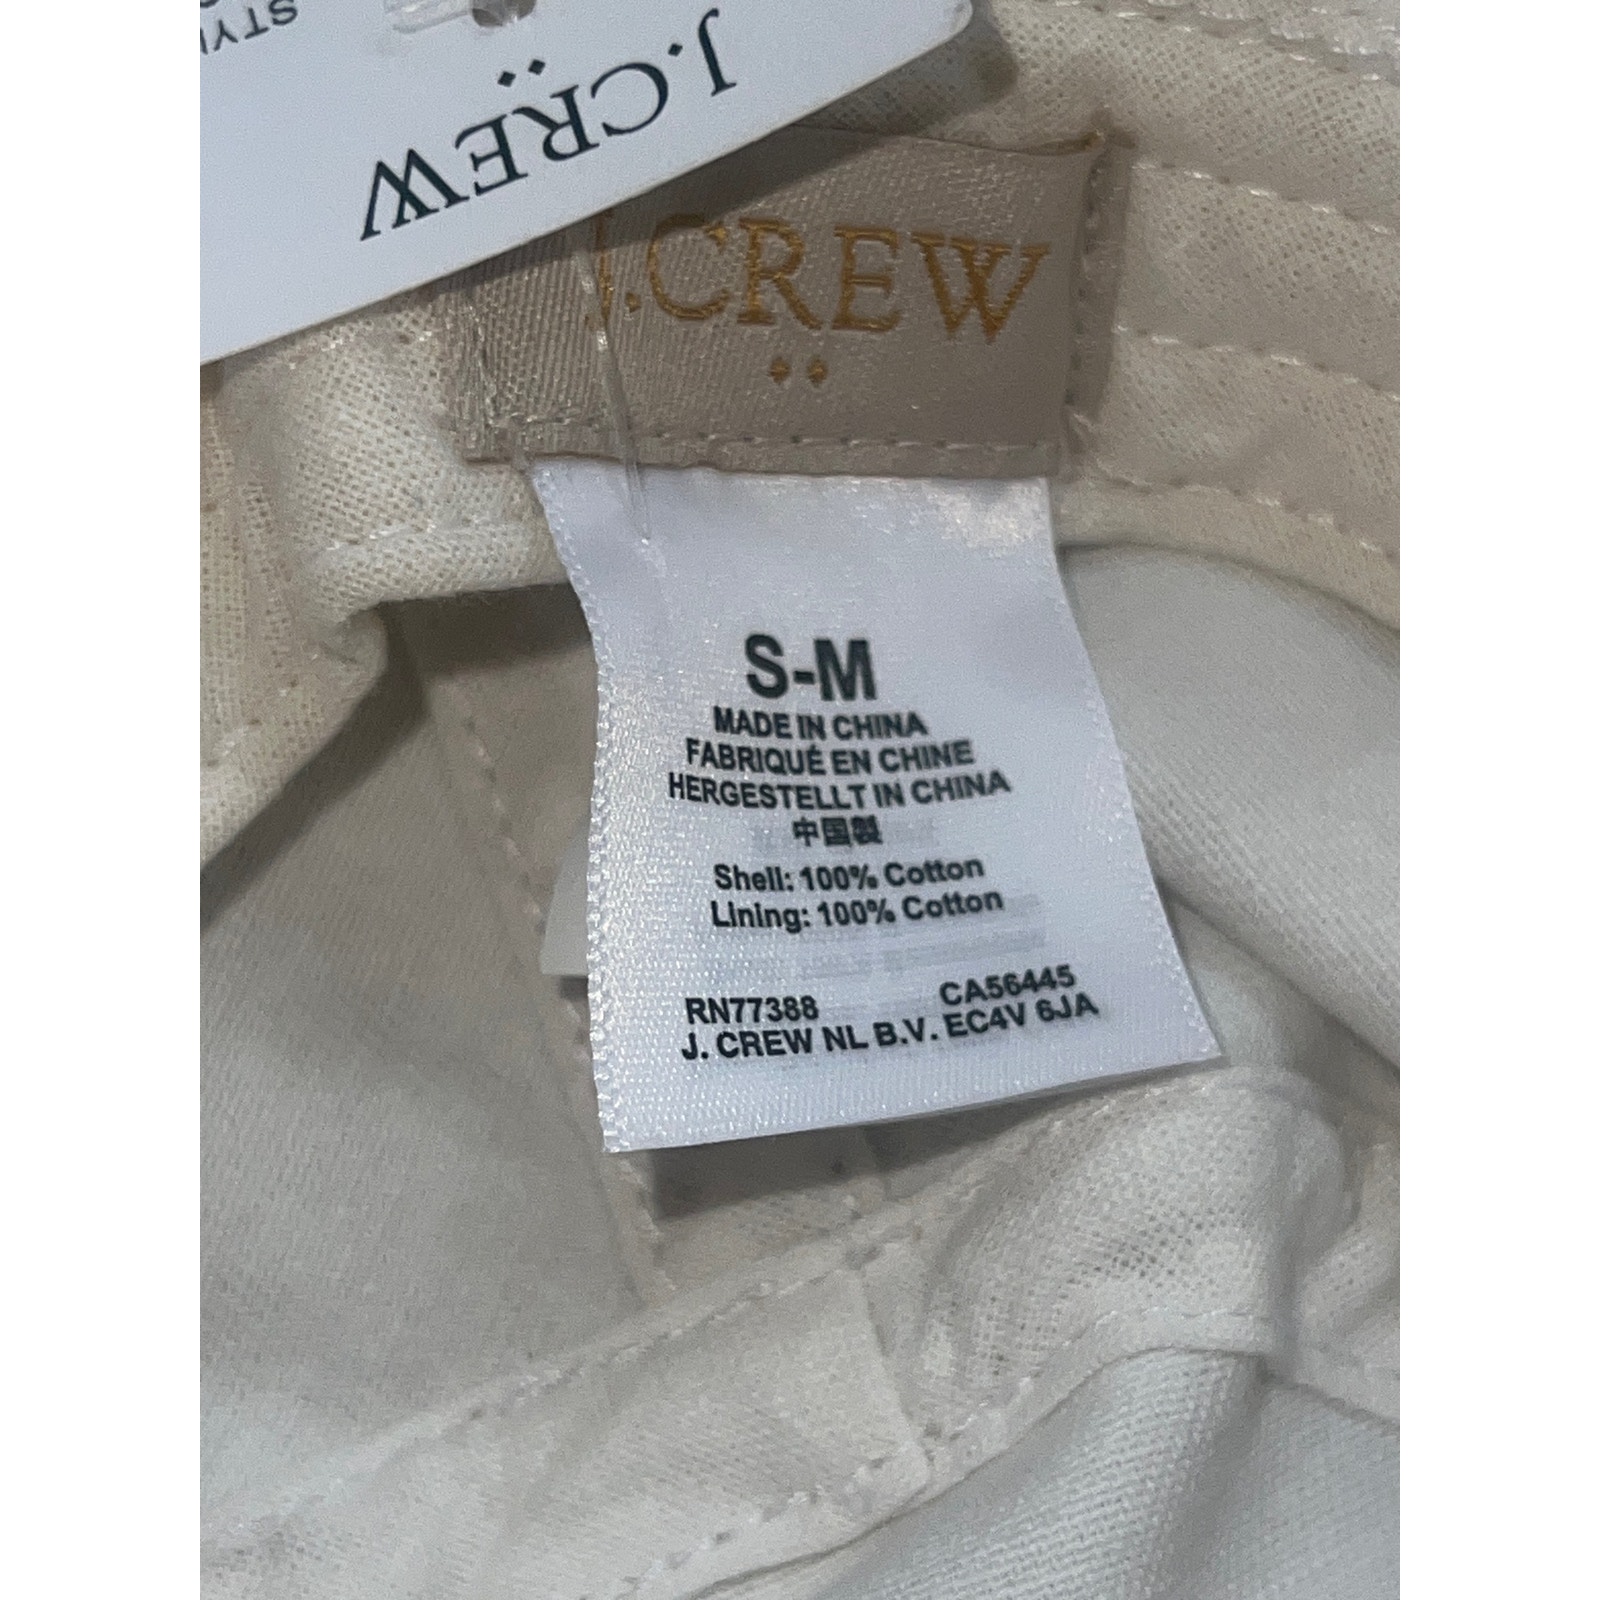 J.CREW
J.CREW
S-M
MADE IN CHINA
FABRIQUÉ EN CHINE
HERGESTELLT IN CHINA
中国製
Shell: 100% Cotton
Lining: 100% Cotton
RN77388 CA56445
J. CREW NL B.V. EC4V 6JA